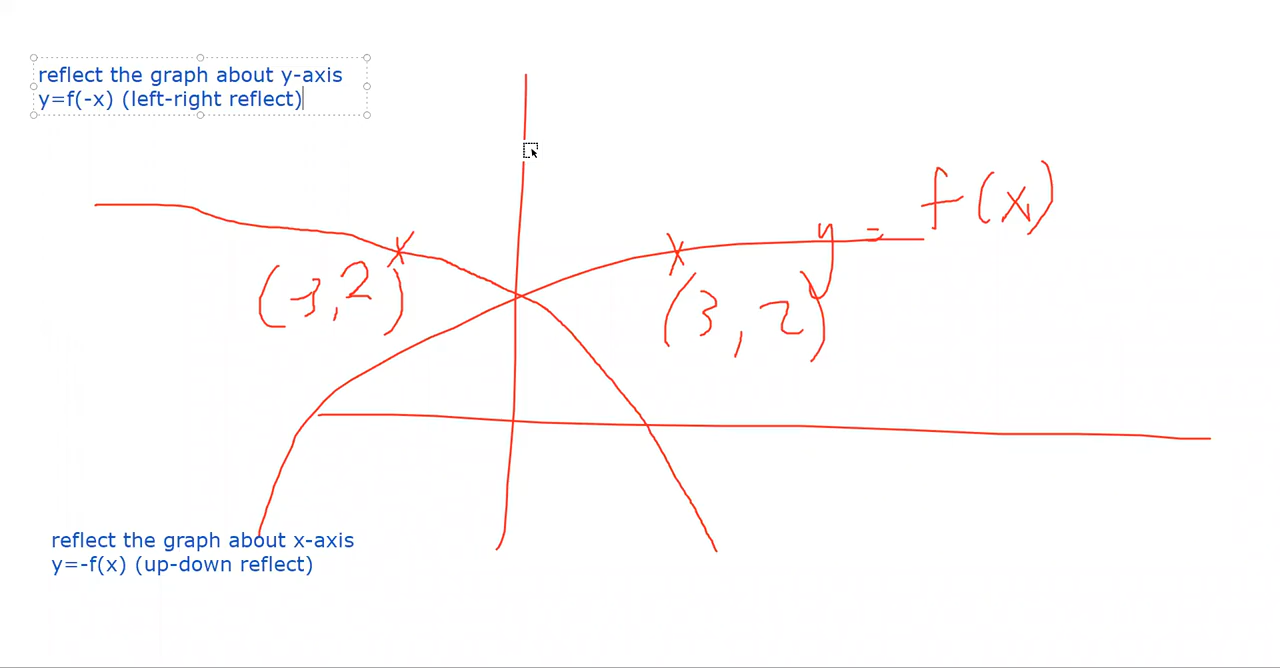 reflect the graph about y-axis
y=f(-x) (left-right reflect)
y = f(x)
(-3,2)
(3,2)
reflect the graph about x-axis
y=-f(x) (up-down reflect)